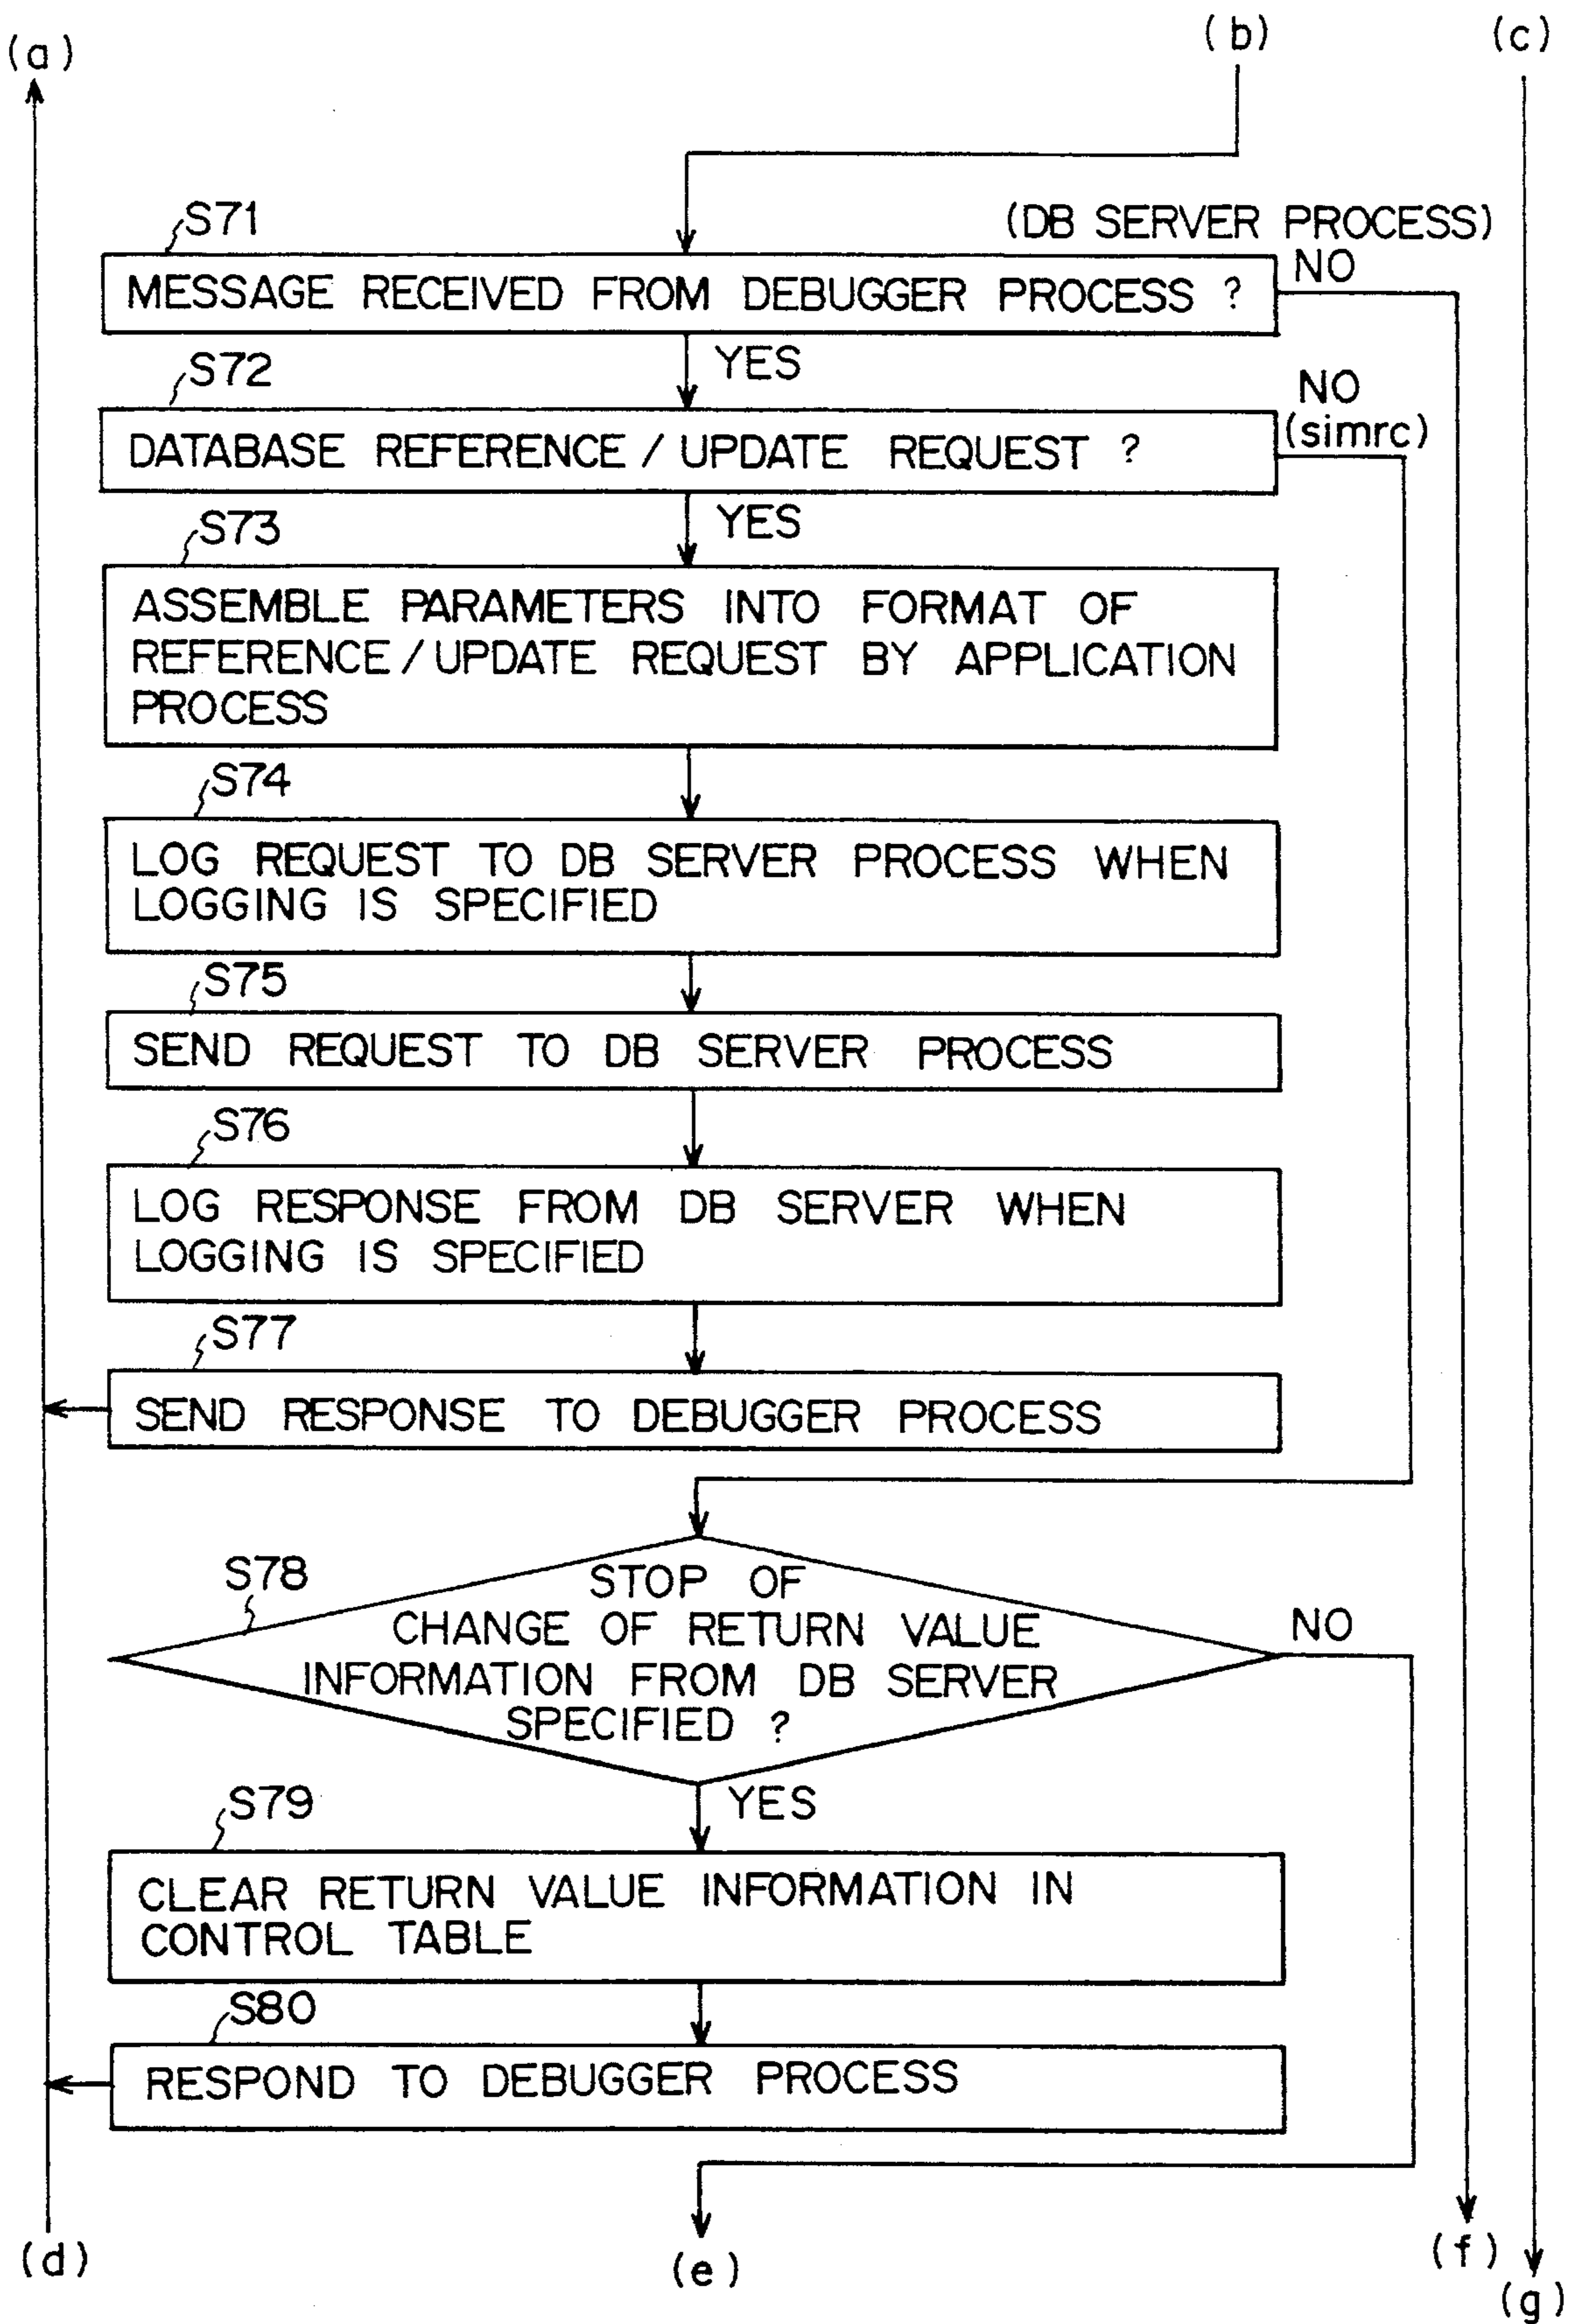 (a)
(b)
(c)
S71
(DB SERVER PROCESS)
MESSAGE RECEIVED FROM DEBUGGER PROCESS ?
NO
YES
S72
NO
(simrc)
DATABASE REFERENCE / UPDATE REQUEST ?
YES
S73
ASSEMBLE PARAMETERS INTO FORMAT OF
REFERENCE / UPDATE REQUEST BY APPLICATION
PROCESS
S74
LOG REQUEST TO DB SERVER PROCESS WHEN
LOGGING IS SPECIFIED
S75
SEND REQUEST TO DB SERVER PROCESS
S76
LOG RESPONSE FROM DB SERVER WHEN
LOGGING IS SPECIFIED
S77
SEND RESPONSE TO DEBUGGER PROCESS
S78
STOP OF
CHANGE OF RETURN VALUE
INFORMATION FROM DB SERVER
SPECIFIED ?
NO
YES
S79
CLEAR RETURN VALUE INFORMATION IN
CONTROL TABLE
S80
RESPOND TO DEBUGGER PROCESS
(d)
(e)
(f)
(g)